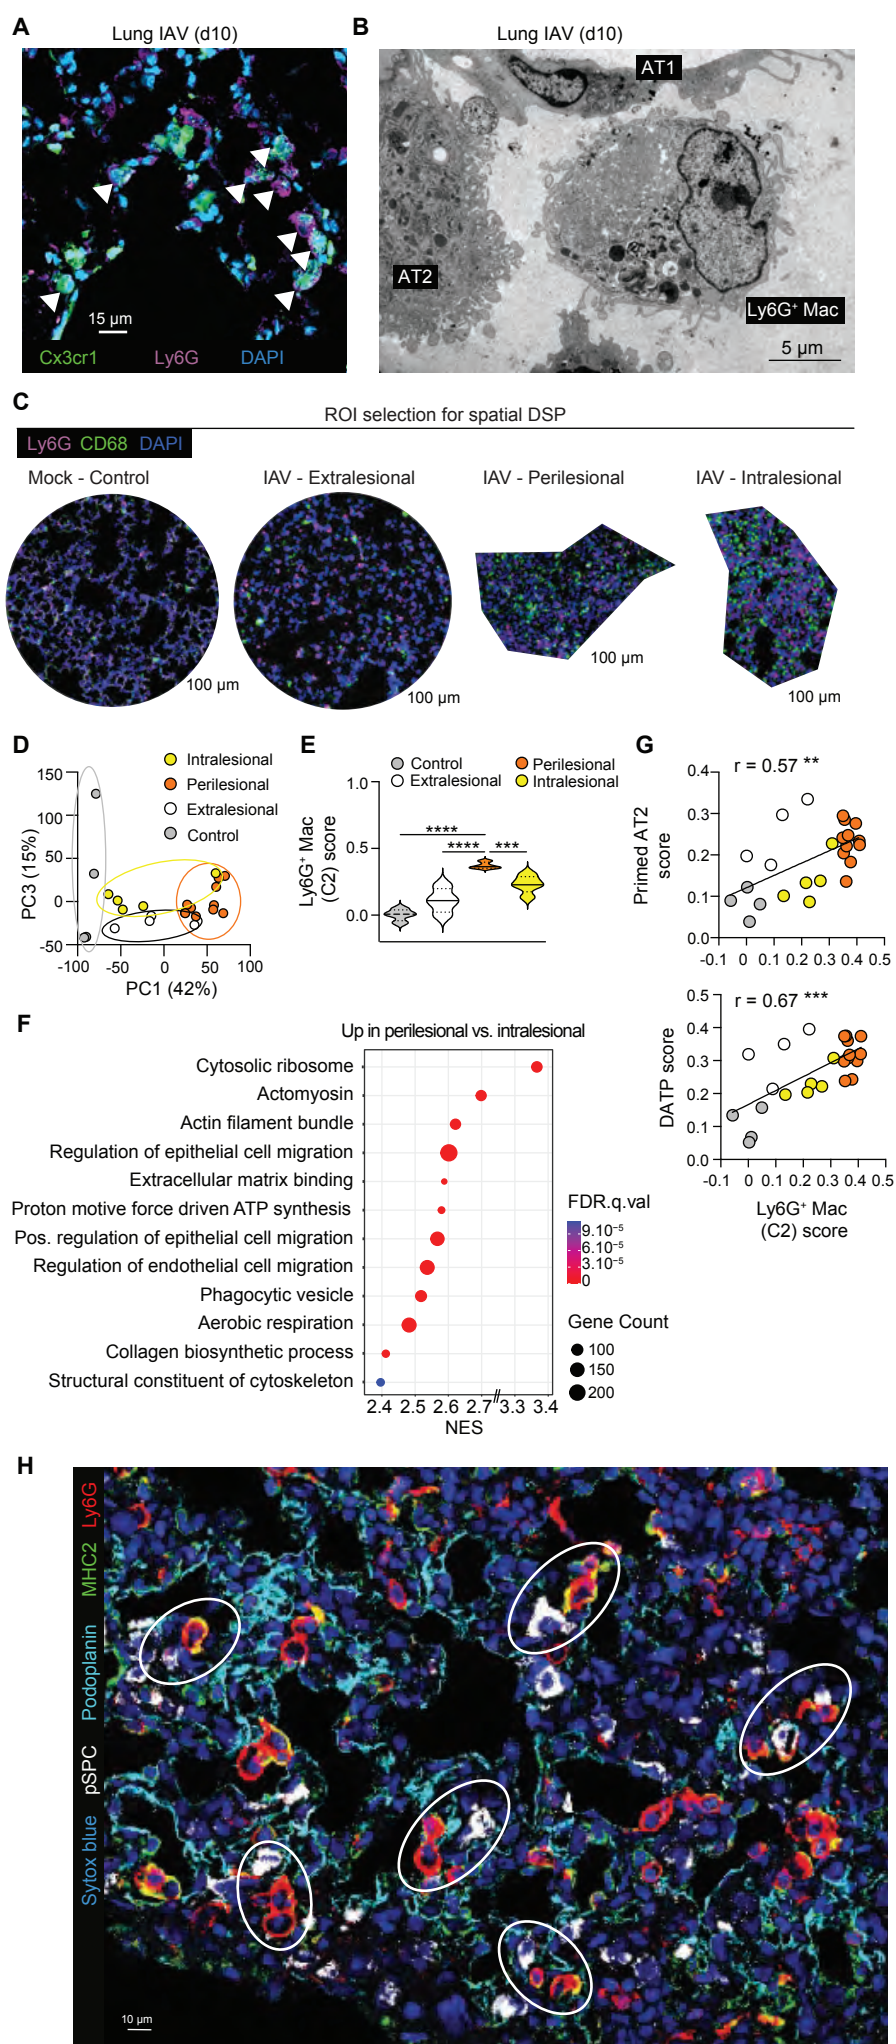 A
Lung IAV (d10)
15 µm
Cx3cr1 Ly6G DAPI
B
Lung IAV (d10)
AT1
AT2
Ly6G⁺ Mac
5 µm
C
ROI selection for spatial DSP
Ly6G CD68 DAPI
Mock - Control
IAV - Extralesional
IAV - Perilesional
IAV - Intralesional
100 µm
100 µm
100 µm
100 µm
D
Intralesional
Perilesional
Extralesional
Control
PC3 (15%)
150
100
50
0
-50
-100 -50 0 50 100
PC1 (42%)
E
Control
Perilesional
Extralesional
Intralesional
Ly6G⁺ Mac
(C2) score
1.0
0.5
0.0
****
**** ***
F
Up in perilesional vs. intralesional
Cytosolic ribosome
Actomyosin
Actin filament bundle
Regulation of epithelial cell migration
Extracellular matrix binding
Proton motive force driven ATP synthesis
Pos. regulation of epithelial cell migration
Regulation of endothelial cell migration
Phagocytic vesicle
Aerobic respiration
Collagen biosynthetic process
Structural constituent of cytoskeleton
2.4 2.5 2.6 2.7 3.3 3.4
NES
FDR.q.val
9.10⁻⁵
6.10⁻⁵
3.10⁻⁵
0
Gene Count
100
150
200
G
r = 0.57 **
Primed AT2
score
0.4
0.3
0.2
0.1
0.0
-0.1 0 0.1 0.2 0.3 0.4 0.5
r = 0.67 ***
DATP score
0.5
0.4
0.3
0.2
0.1
0.0
-0.1 0 0.1 0.2 0.3 0.4 0.5
Ly6G⁺ Mac
(C2) score
H
Sytox blue pSPC Podoplanin MHC2 Ly6G
10 µm